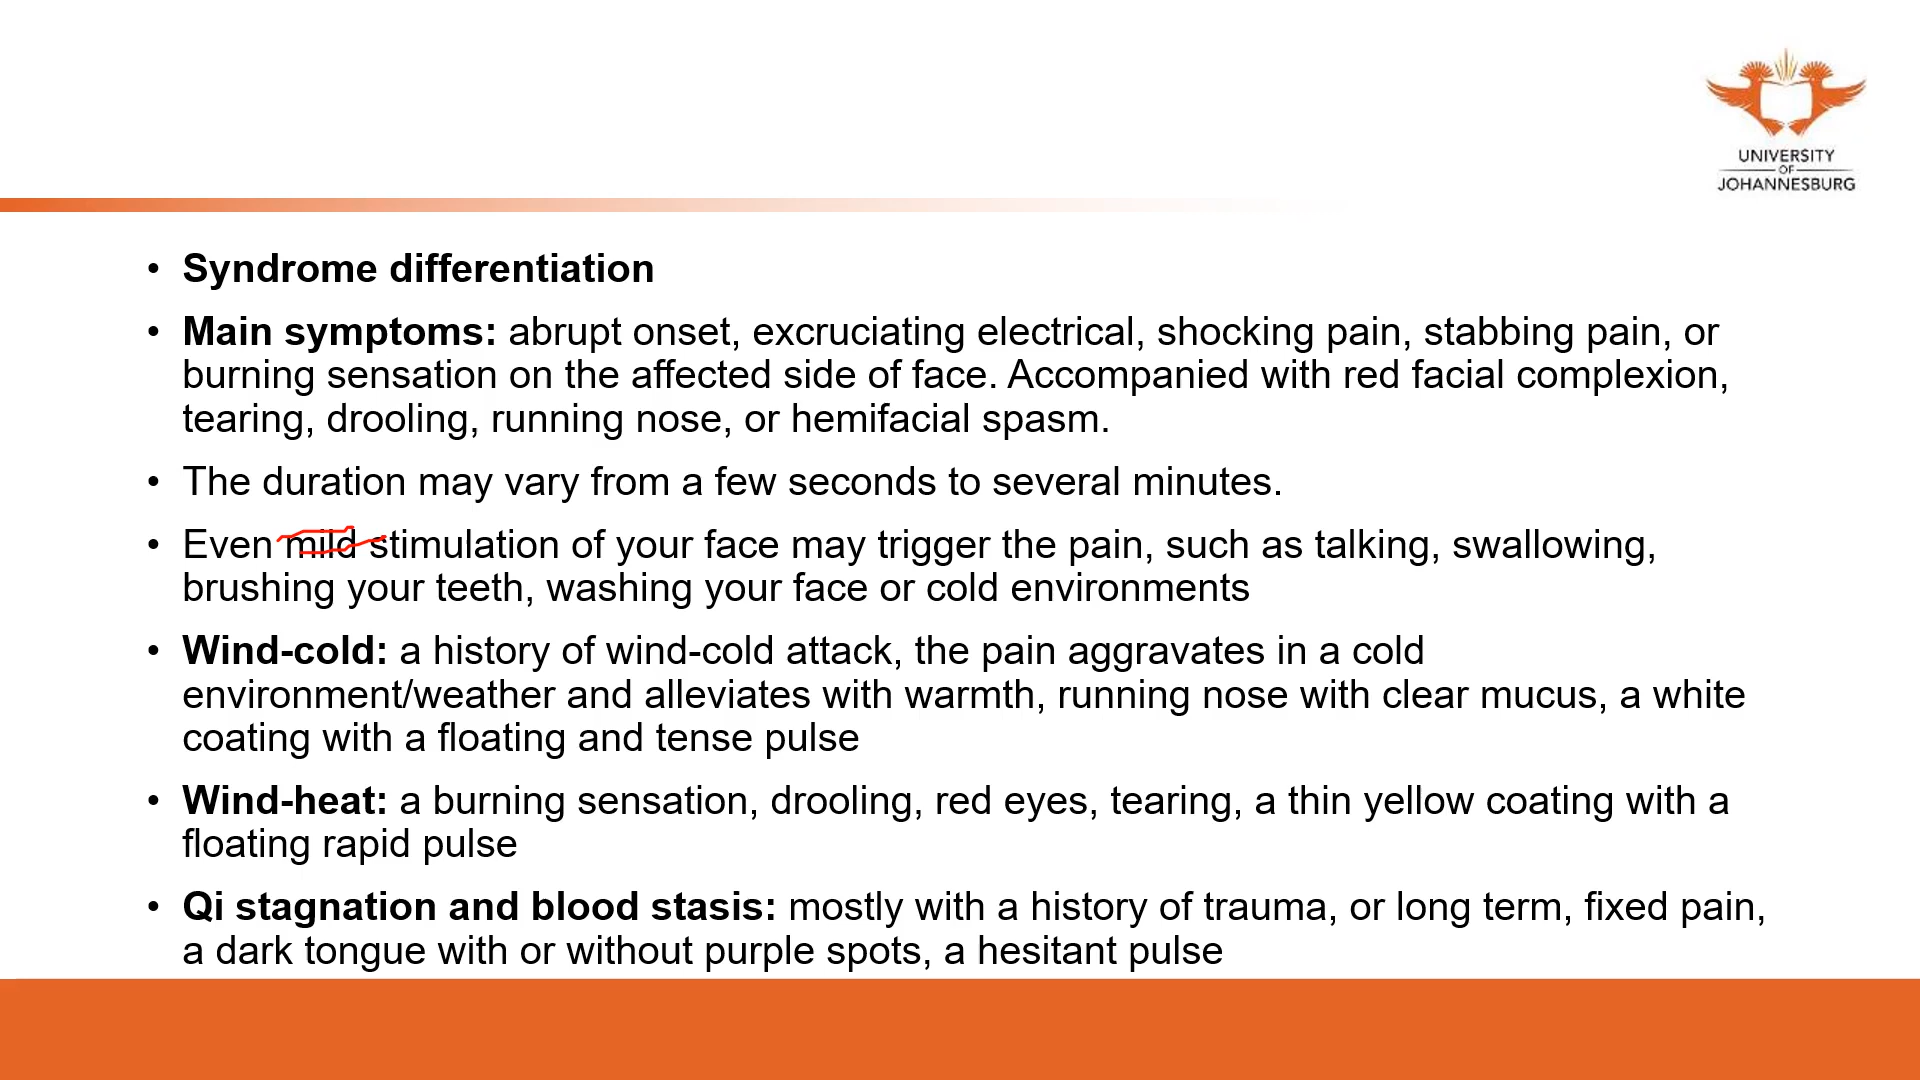 UNIVERSITY
OF
JOHANNESBURG
• Syndrome differentiation
• Main symptoms: abrupt onset, excruciating electrical, shocking pain, stabbing pain, or
burning sensation on the affected side of face. Accompanied with red facial complexion,
tearing, drooling, running nose, or hemifacial spasm.
• The duration may vary from a few seconds to several minutes.
• Even mild stimulation of your face may trigger the pain, such as talking, swallowing,
brushing your teeth, washing your face or cold environments
• Wind-cold: a history of wind-cold attack, the pain aggravates in a cold
environment/weather and alleviates with warmth, running nose with clear mucus, a white
coating with a floating and tense pulse
• Wind-heat: a burning sensation, drooling, red eyes, tearing, a thin yellow coating with a
floating rapid pulse
• Qi stagnation and blood stasis: mostly with a history of trauma, or long term, fixed pain,
a dark tongue with or without purple spots, a hesitant pulse